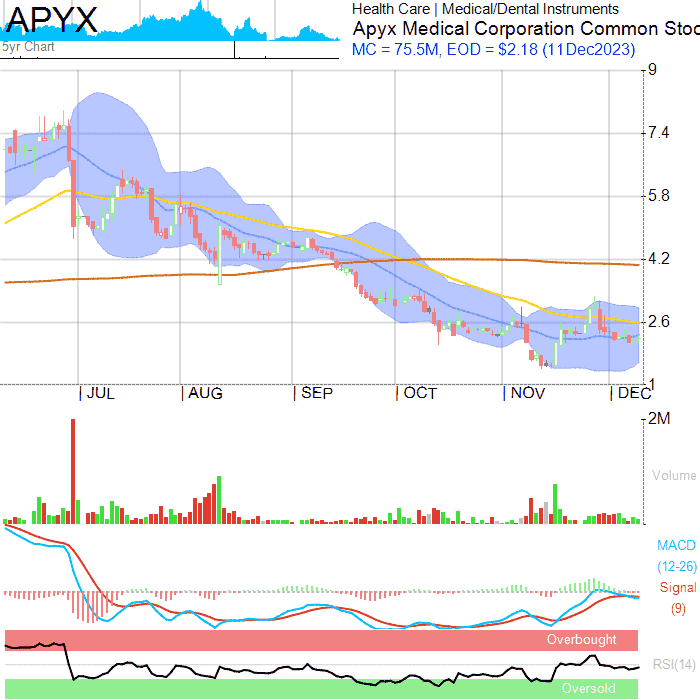 APYX
5yr Chart
Health Care | Medical/Dental Instruments
Apyx Medical Corporation Common Stoc
MC = 75.5M, EOD = $2.18 (11Dec2023)
9
7.4
5.8
4.2
2.6
1
JUL AUG SEP OCT NOV DEC
2M
Volume
MACD
(12-26)
Signal
(9)
Overbought
RSI(14)
Oversold